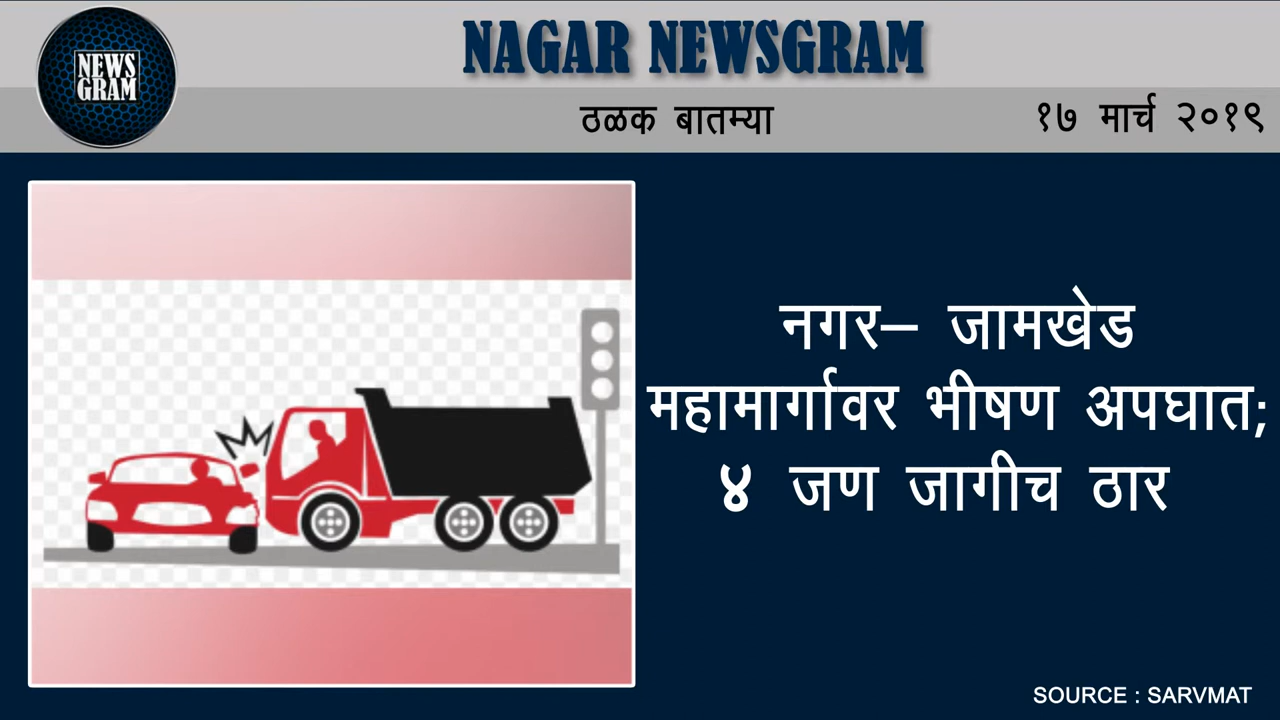 NEWS
GRAM
NAGAR NEWSGRAM
ठळक बातम्या
१७ मार्च २०१९
नगर– जामखेड
महामार्गावर भीषण अपघात;
४ जण जागीच ठार
SOURCE : SARVMAT